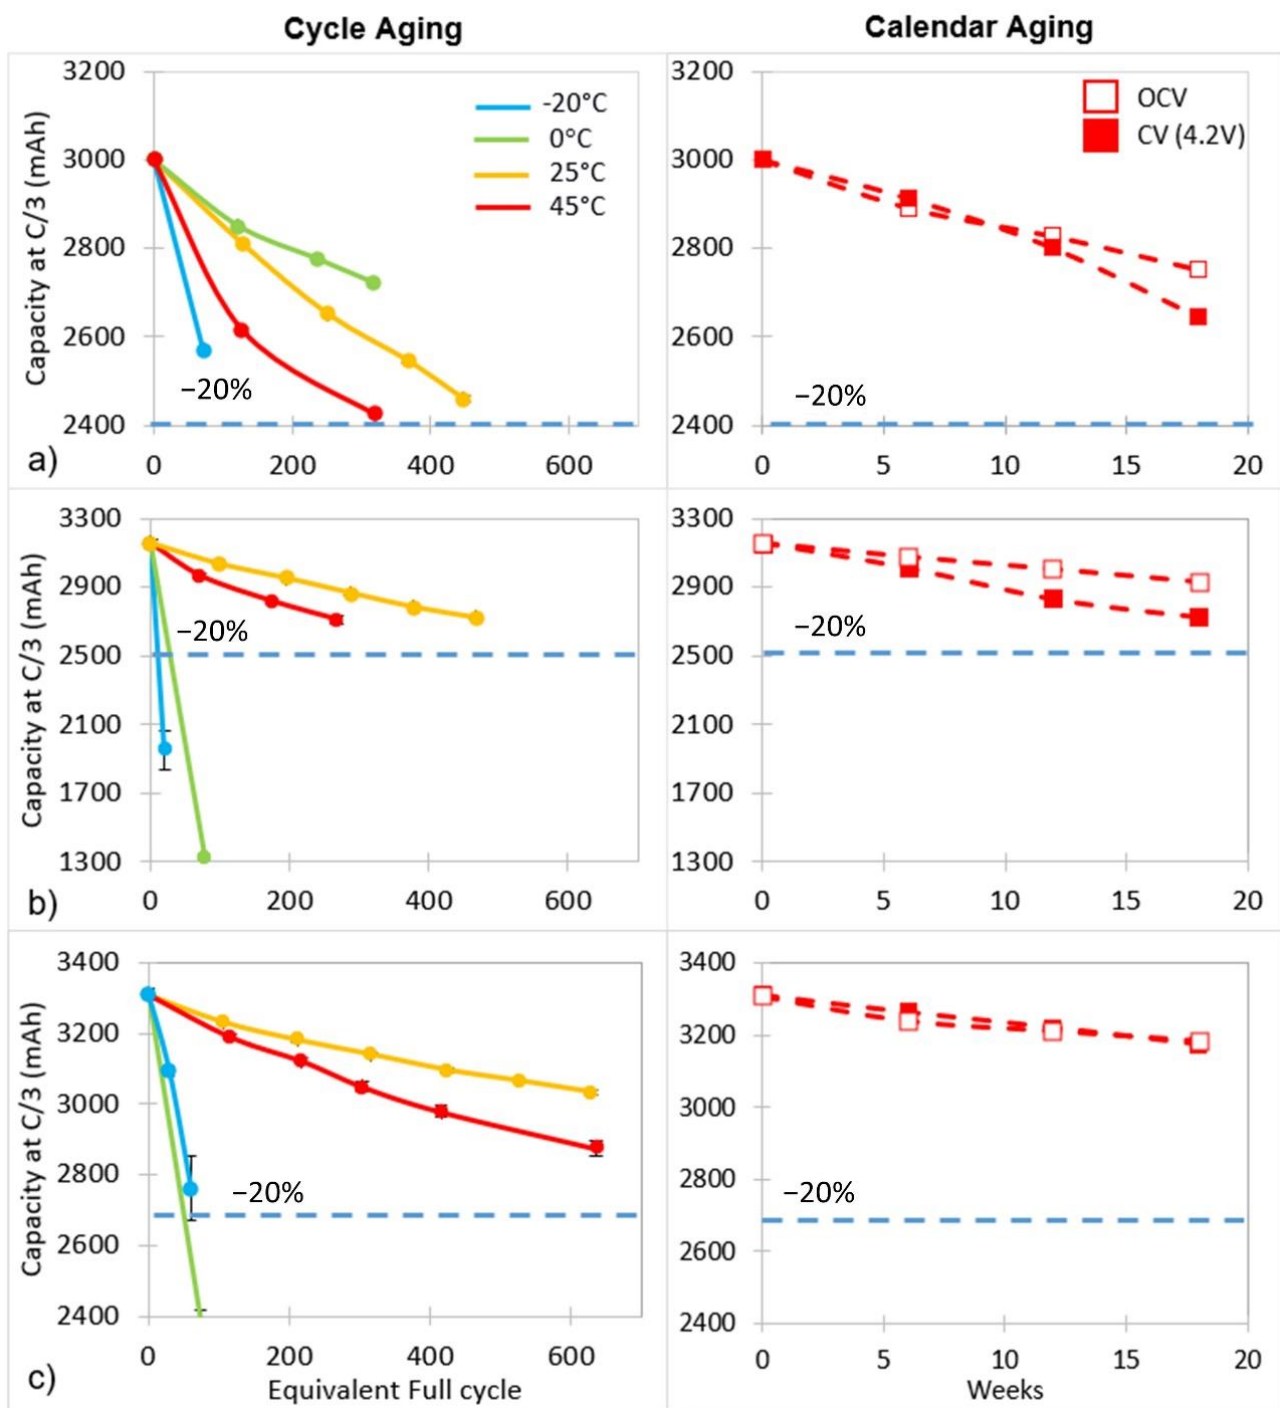 Cycle Aging
Calendar Aging
Capacity at C/3 (mAh)
3200
3000
2800
2600
2400
-20°C
0°C
25°C
45°C
−20%
a)
0 200 400 600
3200
3000
2800
2600
2400
OCV
CV (4.2V)
−20%
0 5 10 15 20
Capacity at C/3 (mAh)
3300
2900
2500
2100
1700
1300
−20%
b)
0 200 400 600
3300
2900
2500
2100
1700
1300
−20%
0 5 10 15 20
Capacity at C/3 (mAh)
3400
3200
3000
2800
2600
2400
−20%
c)
0 200 400 600
Equivalent Full cycle
3400
3200
3000
2800
2600
2400
−20%
0 5 10 15 20
Weeks